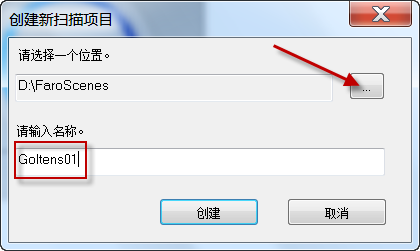 创建新扫描项目
请选择一个位置。
D:\FaroScenes
...
请输入名称。
Goltens01
创建
取消